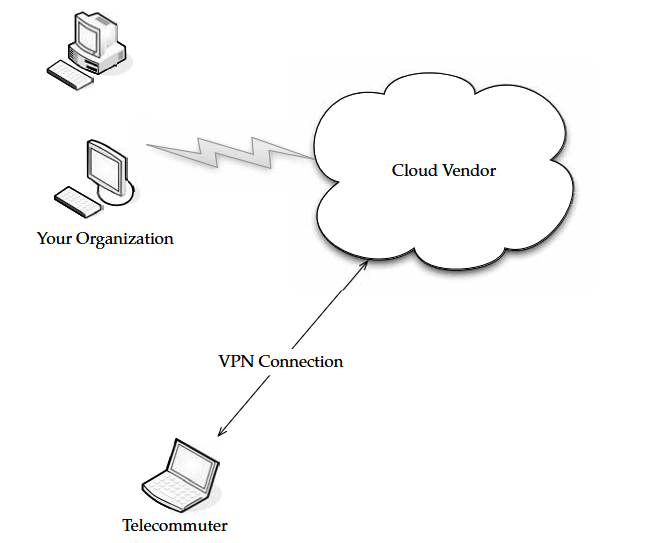 Cloud Vendor
Your Organization
VPN Connection
Telecommuter